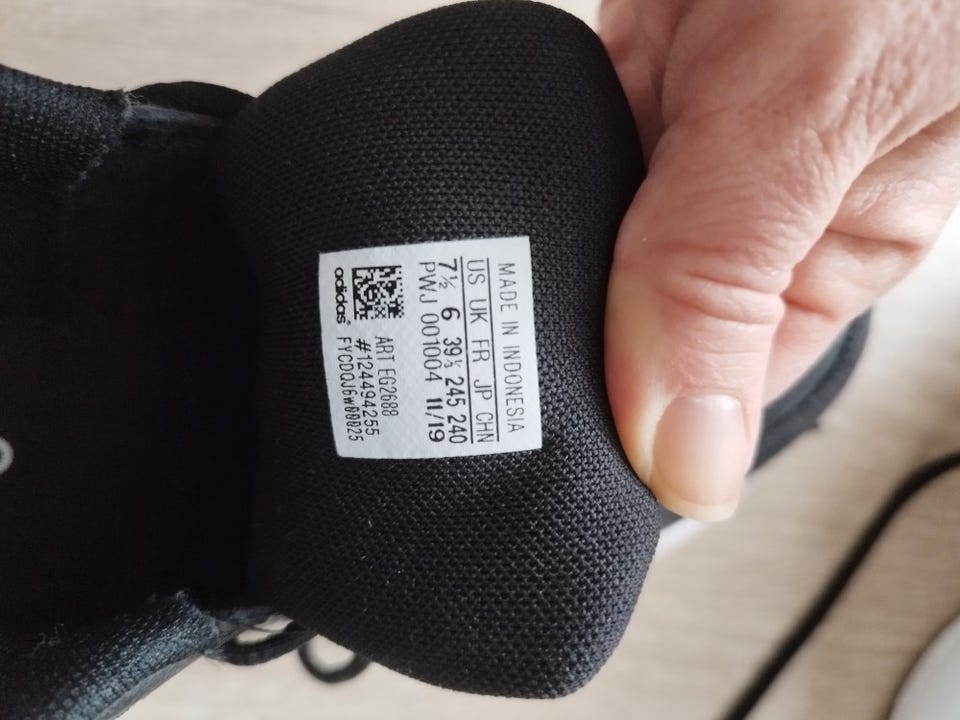 MADE IN INDONESIA
US UK FR JP CHN
7½ 6 39⅓ 245 240
PWJ 001004 11/19
ART EG2688
#124494255
adidas® FYCDQJ6W00025